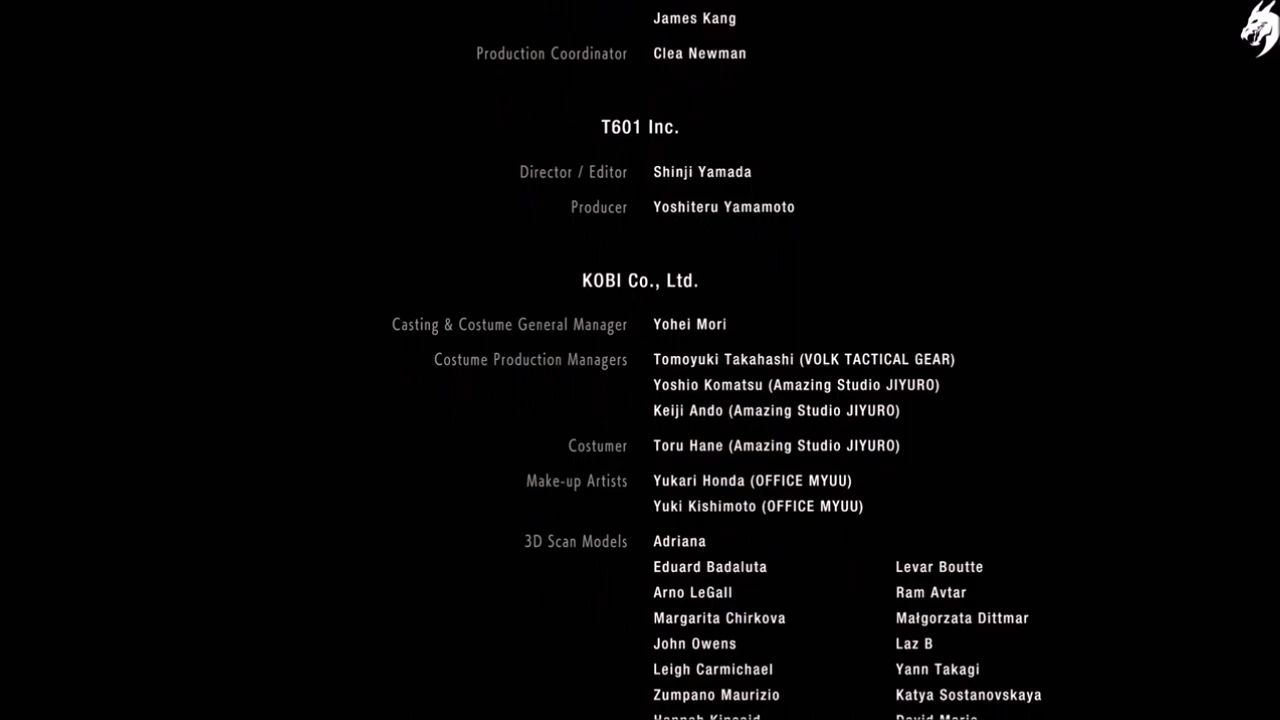 James Kang
Production Coordinator Clea Newman
T601 Inc.
Director / Editor Shinji Yamada
Producer Yoshiteru Yamamoto
KOBI Co., Ltd.
Casting & Costume General Manager Yohei Mori
Costume Production Managers Tomoyuki Takahashi (VOLK TACTICAL GEAR)
Yoshio Komatsu (Amazing Studio JIYURO)
Keiji Ando (Amazing Studio JIYURO)
Costumer Toru Hane (Amazing Studio JIYURO)
Make-up Artists Yukari Honda (OFFICE MYUU)
Yuki Kishimoto (OFFICE MYUU)
3D Scan Models Adriana
Eduard Badaluta Levar Boutte
Arno LeGall Ram Avtar
Margarita Chirkova Małgorzata Dittmar
John Owens Laz B
Leigh Carmichael Yann Takagi
Zumpano Maurizio Katya Sostanovskaya